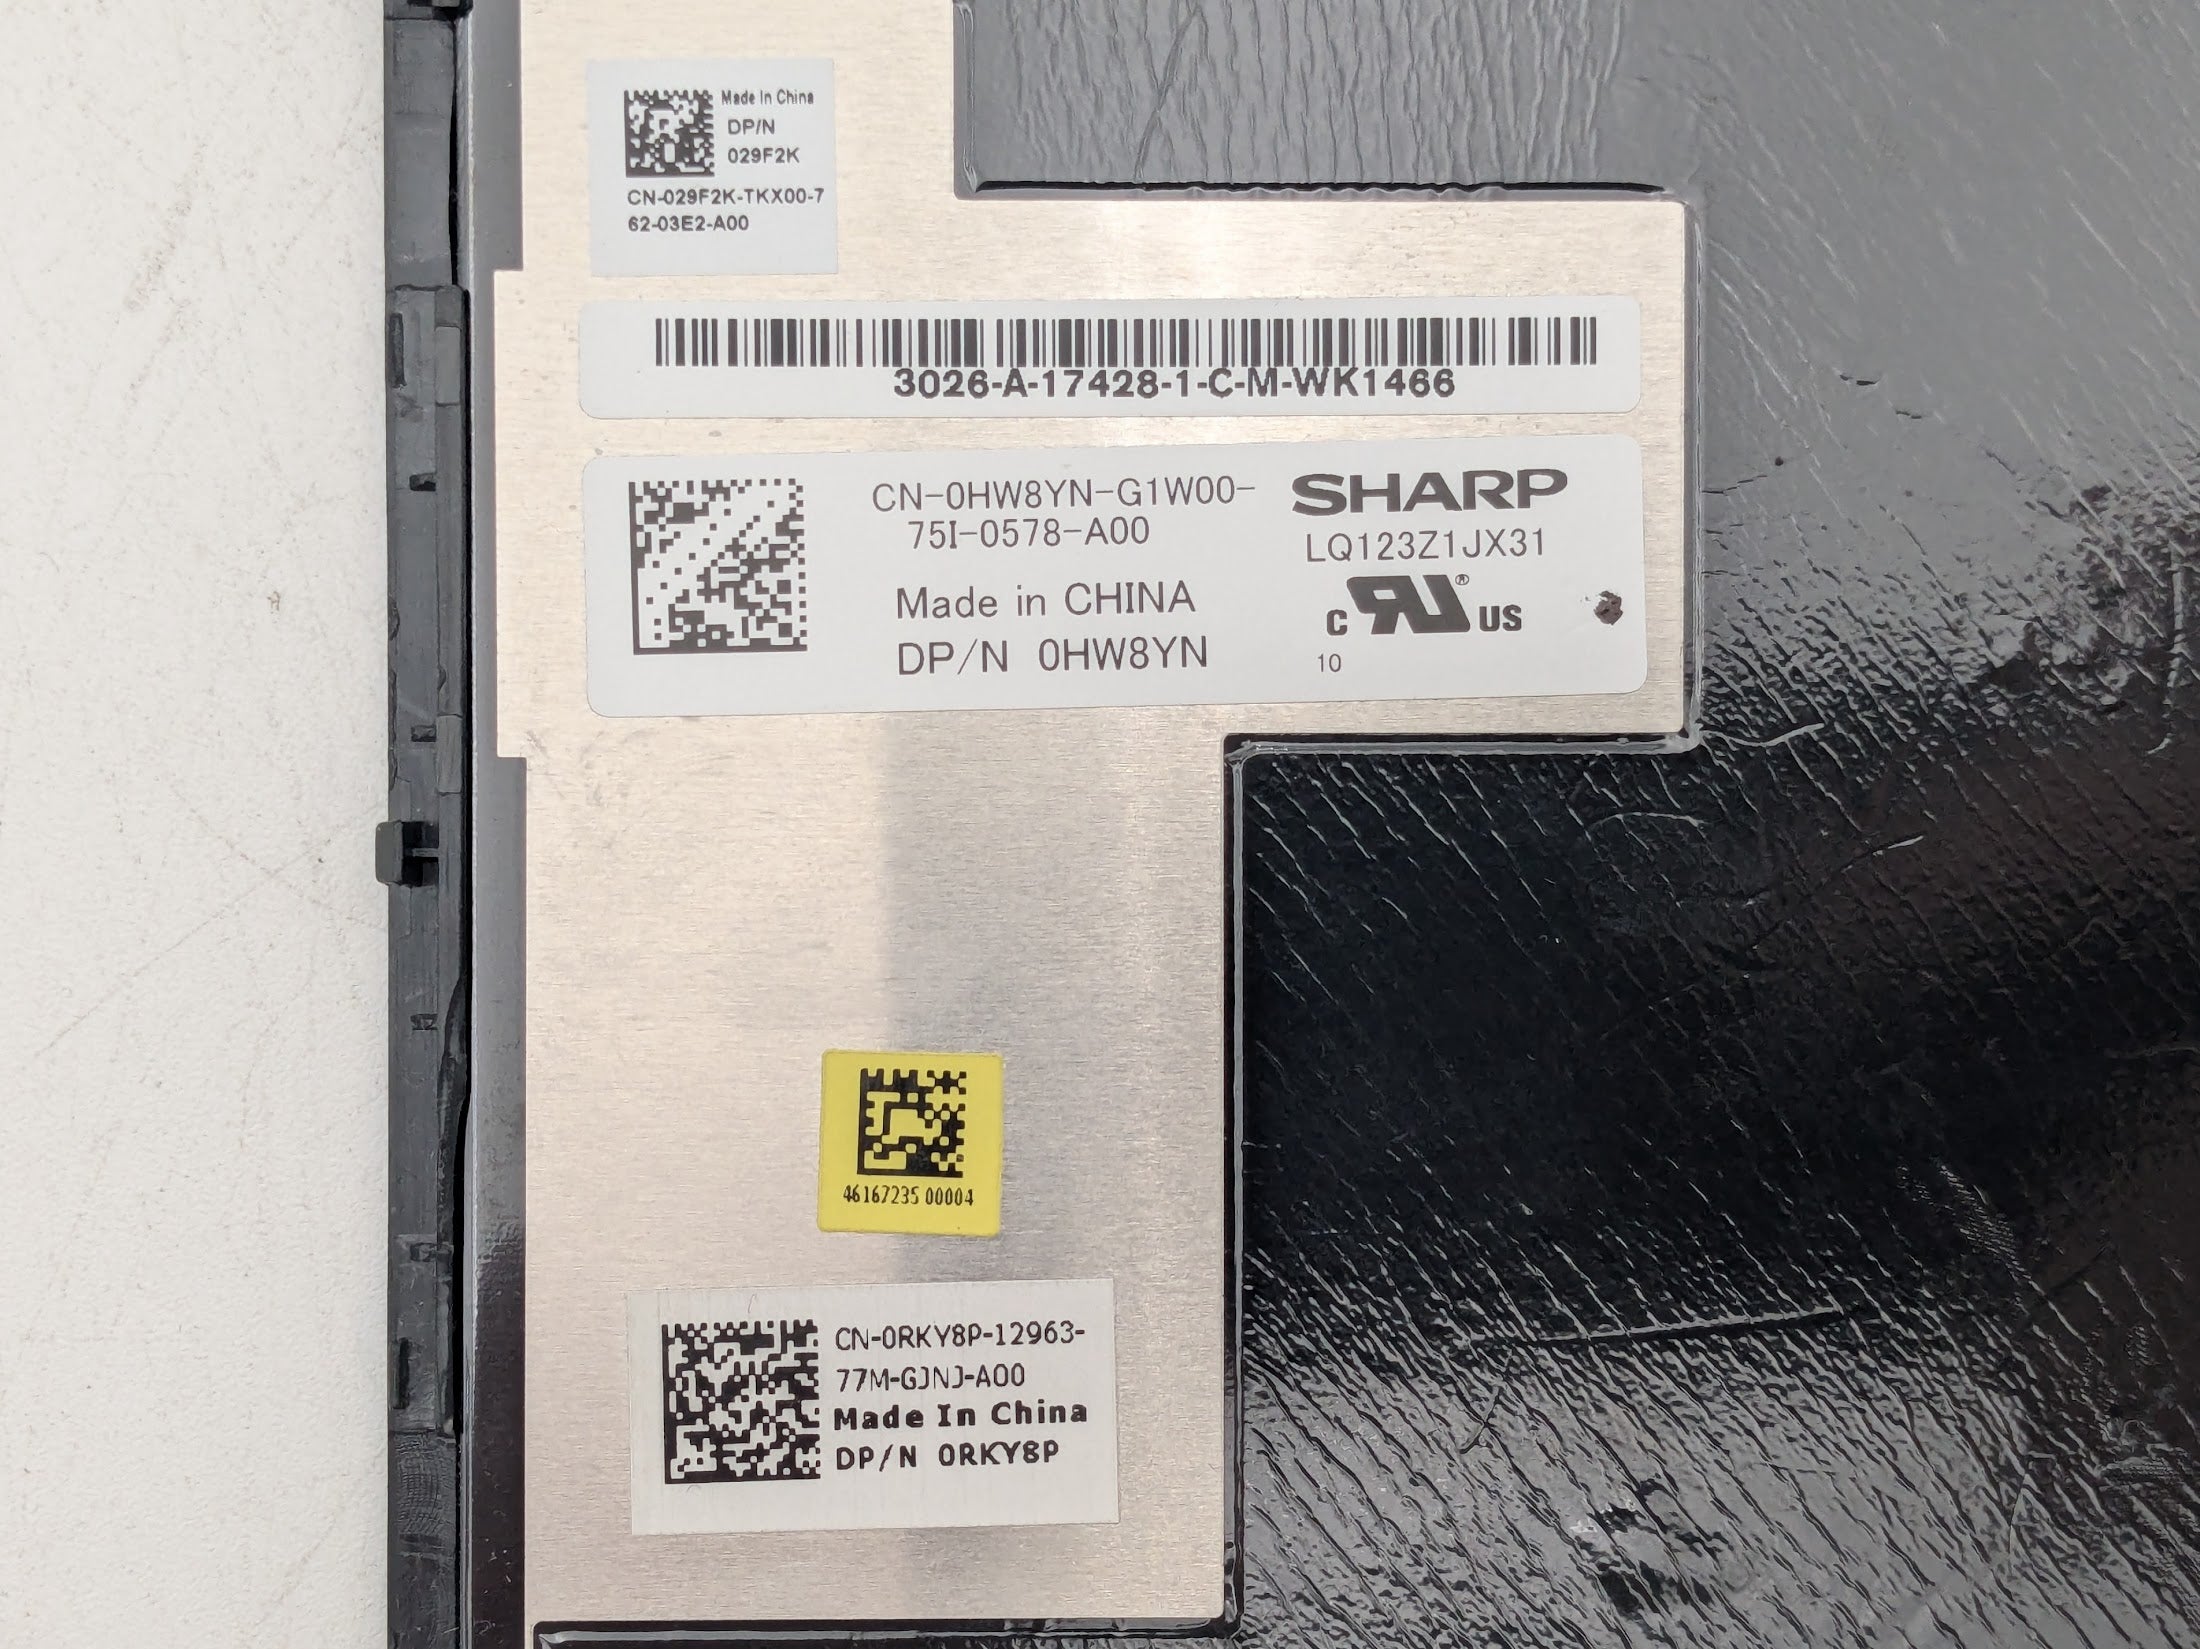 Made In China
DP/N
029F2K
CN-029F2K-TKX00-7
62-03E2-A00
3026-A-17428-1-C-M-WK1466
CN-0HW8YN-G1W00-
75I-0578-A00
Made in CHINA
DP/N 0HW8YN
SHARP
LQ123Z1JX31
c RU ® US
10
46167235 00004
CN-0RKY8P-12963-
77M-GJNJ-A00
Made In China
DP/N 0RKY8P